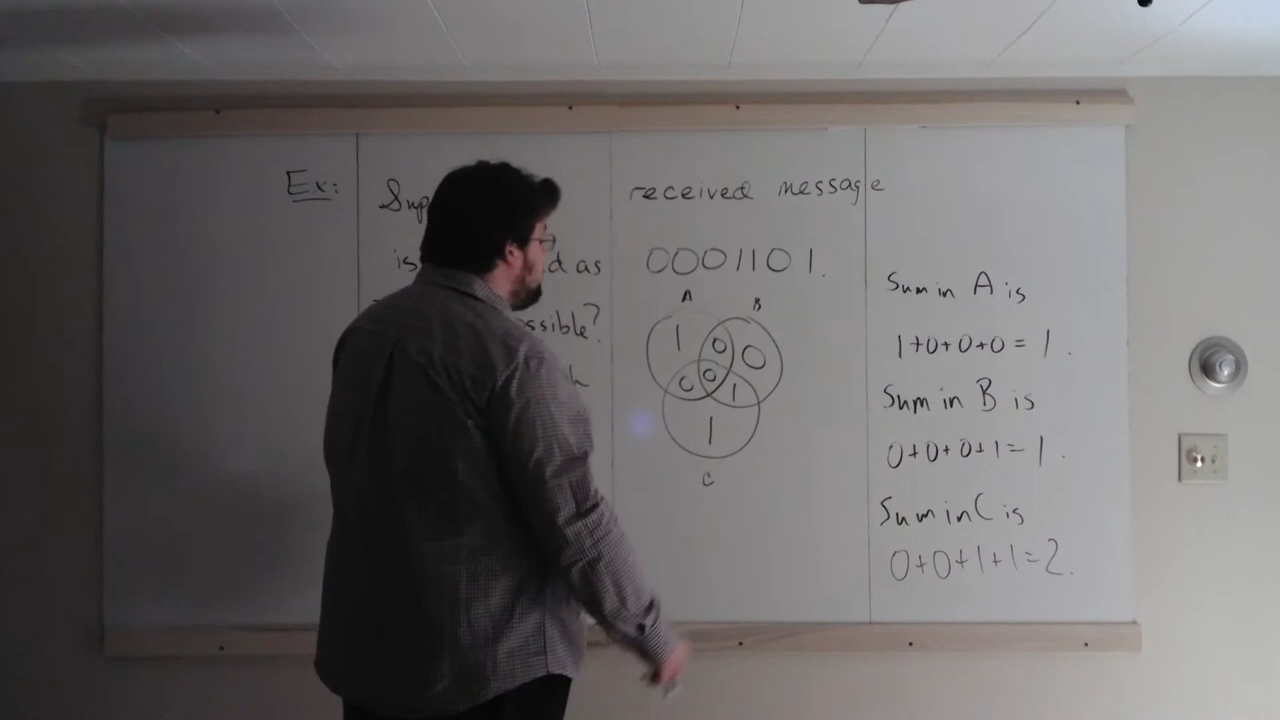 Ex: Sup received message
is d as 0001101.
ssible?
A B
1 0 0
0 0 1
1
C
Sum in A is
1+0+0+0=1.
Sum in B is
0+0+0+1=1.
Sum in C is
0+0+1+1=2.